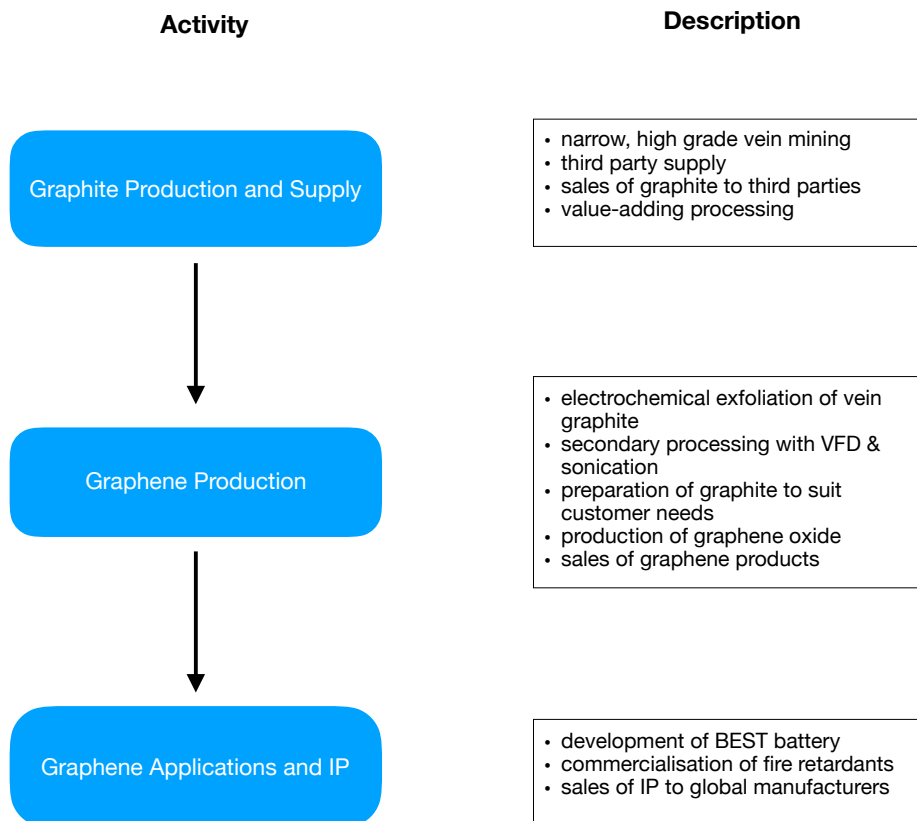 Activity
Description
Graphite Production and Supply
• narrow, high grade vein mining
• third party supply
• sales of graphite to third parties
• value-adding processing
Graphene Production
• electrochemical exfoliation of vein
graphite
• secondary processing with VFD &
sonication
• preparation of graphite to suit
customer needs
• production of graphene oxide
• sales of graphene products
Graphene Applications and IP
• development of BEST battery
• commercialisation of fire retardants
• sales of IP to global manufacturers